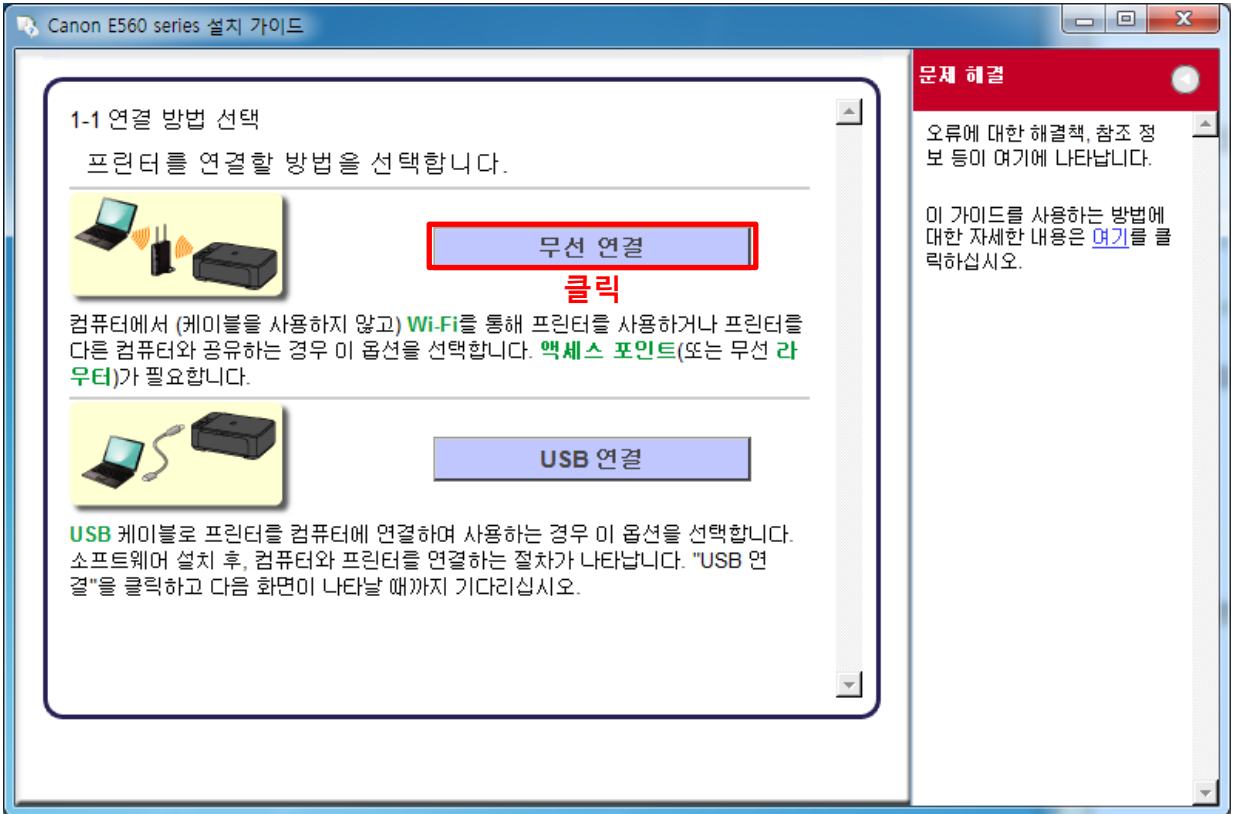 Canon E560 series 설치 가이드
1-1 연결 방법 선택
프린터를 연결할 방법을 선택합니다.
무선 연결
클릭
컴퓨터에서 (케이블을 사용하지 않고) Wi-Fi를 통해 프린터를 사용하거나 프린터를
다른 컴퓨터와 공유하는 경우 이 옵션을 선택합니다. 액세스 포인트(또는 무선 라
우터)가 필요합니다.
USB 연결
USB 케이블로 프린터를 컴퓨터에 연결하여 사용하는 경우 이 옵션을 선택합니다.
소프트웨어 설치 후, 컴퓨터와 프린터를 연결하는 절차가 나타납니다. "USB 연
결"을 클릭하고 다음 화면이 나타날 때까지 기다리십시오.
문제 해결
오류에 대한 해결책, 참조 정
보 등이 여기에 나타납니다.
이 가이드를 사용하는 방법에
대한 자세한 내용은 여기를 클
릭하십시오.